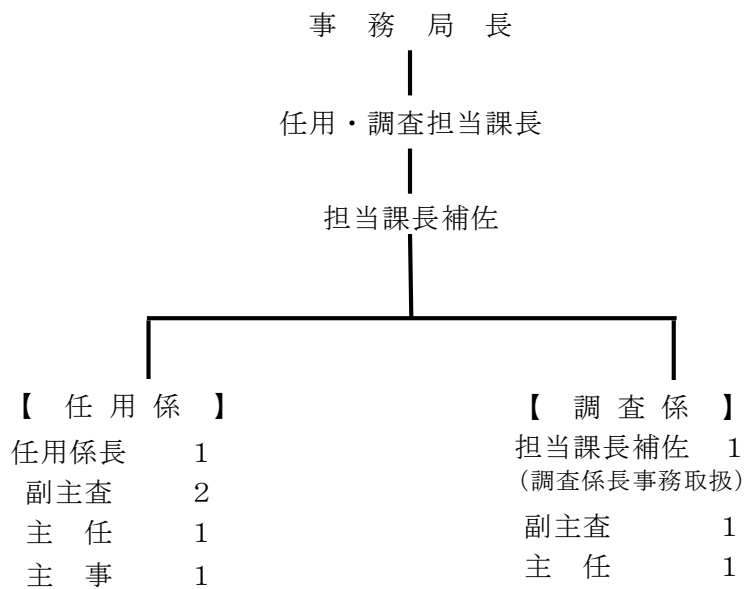 事 務 局 長
任用・調査担当課長
担当課長補佐
【 任 用 係 】
任用係長 1
副主査 2
主 任 1
主 事 1
【 調 査 係 】
担当課長補佐 1
（調査係長事務取扱）
副主査 1
主 任 1